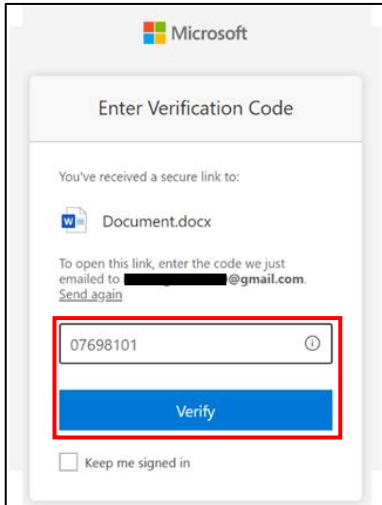 Microsoft
Enter Verification Code
You've received a secure link to:
Document.docx
To open this link, enter the code we just
emailed to @gmail.com.
Send again
07698101
Verify
Keep me signed in